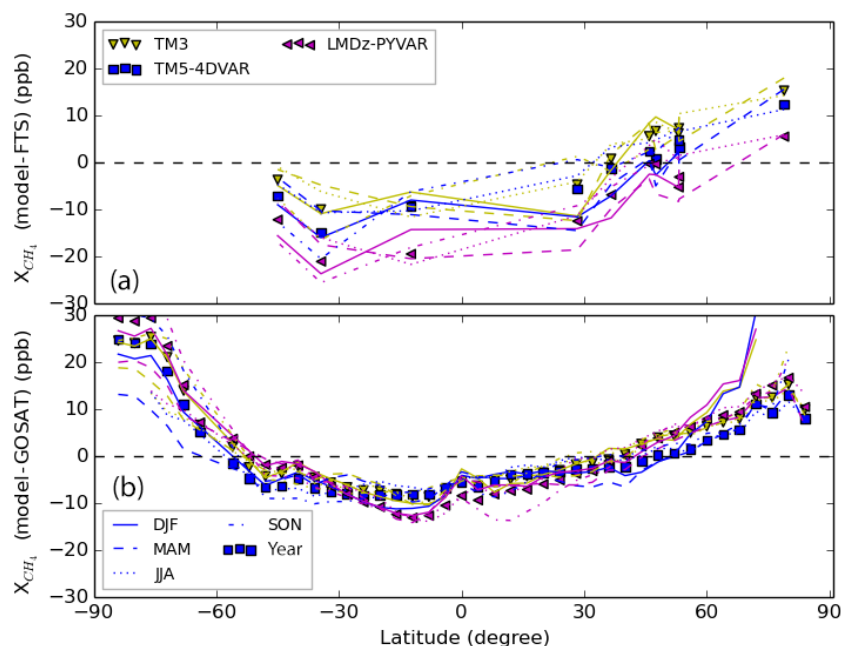 30
20
10
0
−10
−20
−30
X_CH₄ (model-FTS) (ppb)
TM3
TM5-4DVAR
LMDz-PYVAR
(a)
30
20
10
0
−10
−20
−30
X_CH₄ (model-GOSAT) (ppb)
(b)
DJF
MAM
JJA
SON
Year
−90
−60
−30
0
30
60
90
Latitude (degree)